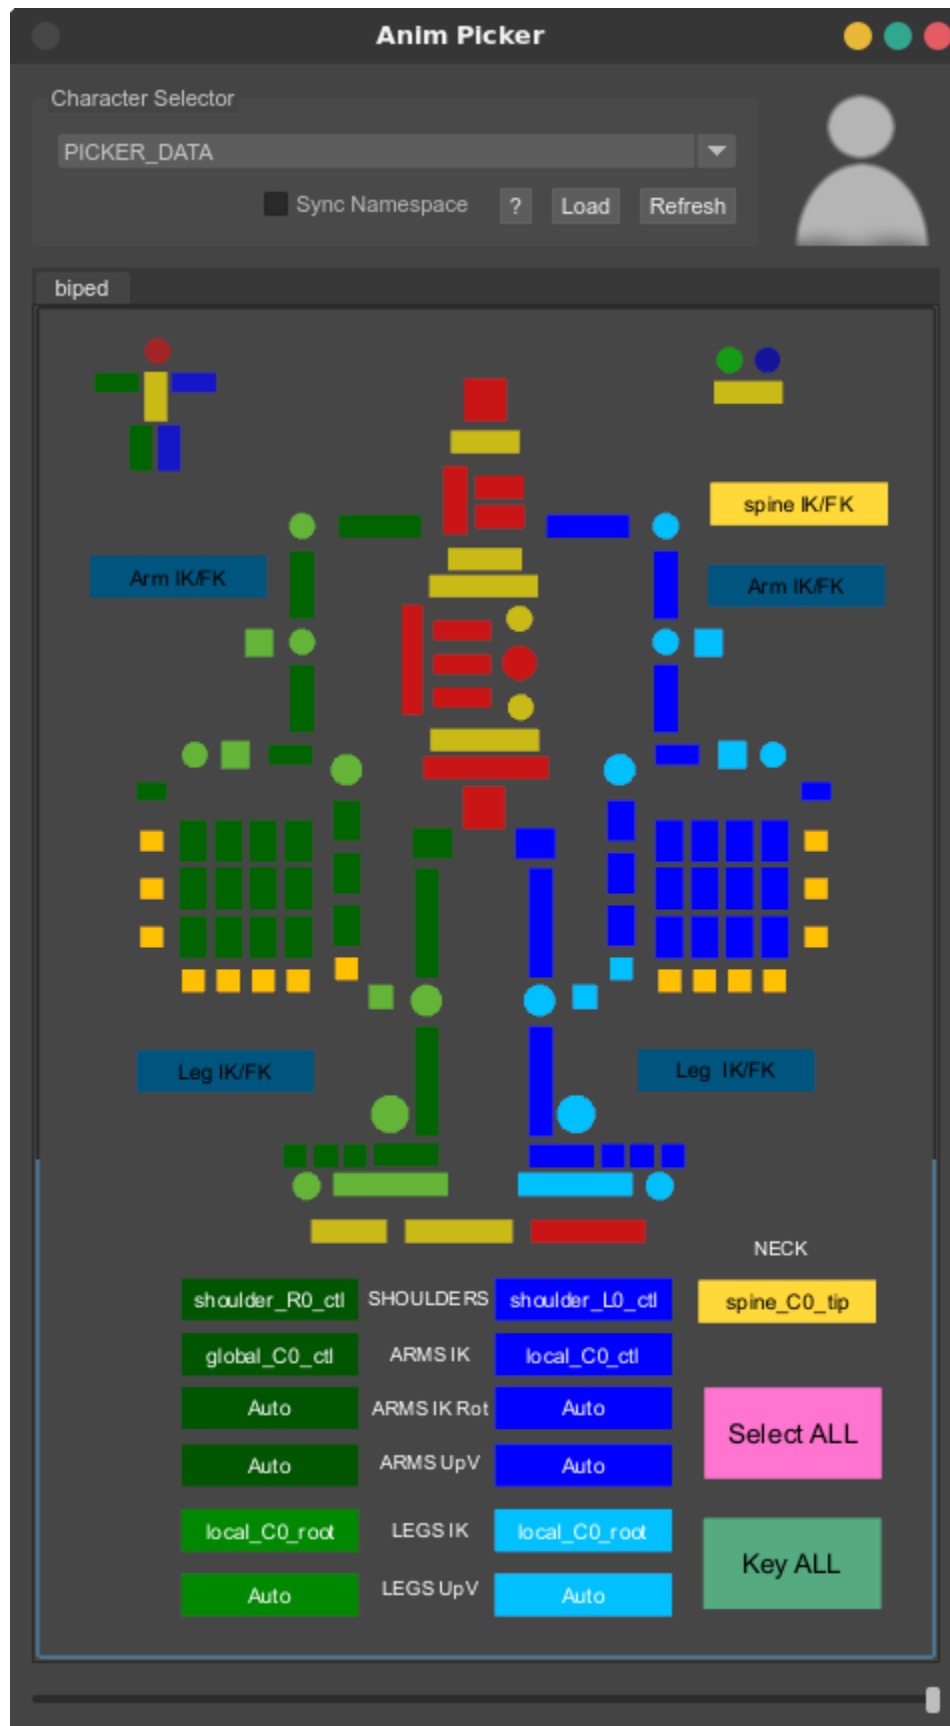 Anim Picker
Character Selector
PICKER_DATA
Sync Namespace ? Load Refresh
biped
spine IK/FK
Arm IK/FK Arm IK/FK
Leg IK/FK Leg IK/FK
NECK
shoulder_R0_ctl SHOULDERS shoulder_L0_ctl spine_C0_tip
global_C0_ctl ARMS IK local_C0_ctl
Auto ARMS IK Rot Auto
Select ALL
Auto ARMS UpV Auto
local_C0_root LEGS IK local_C0_root
Key ALL
Auto LEGS UpV Auto